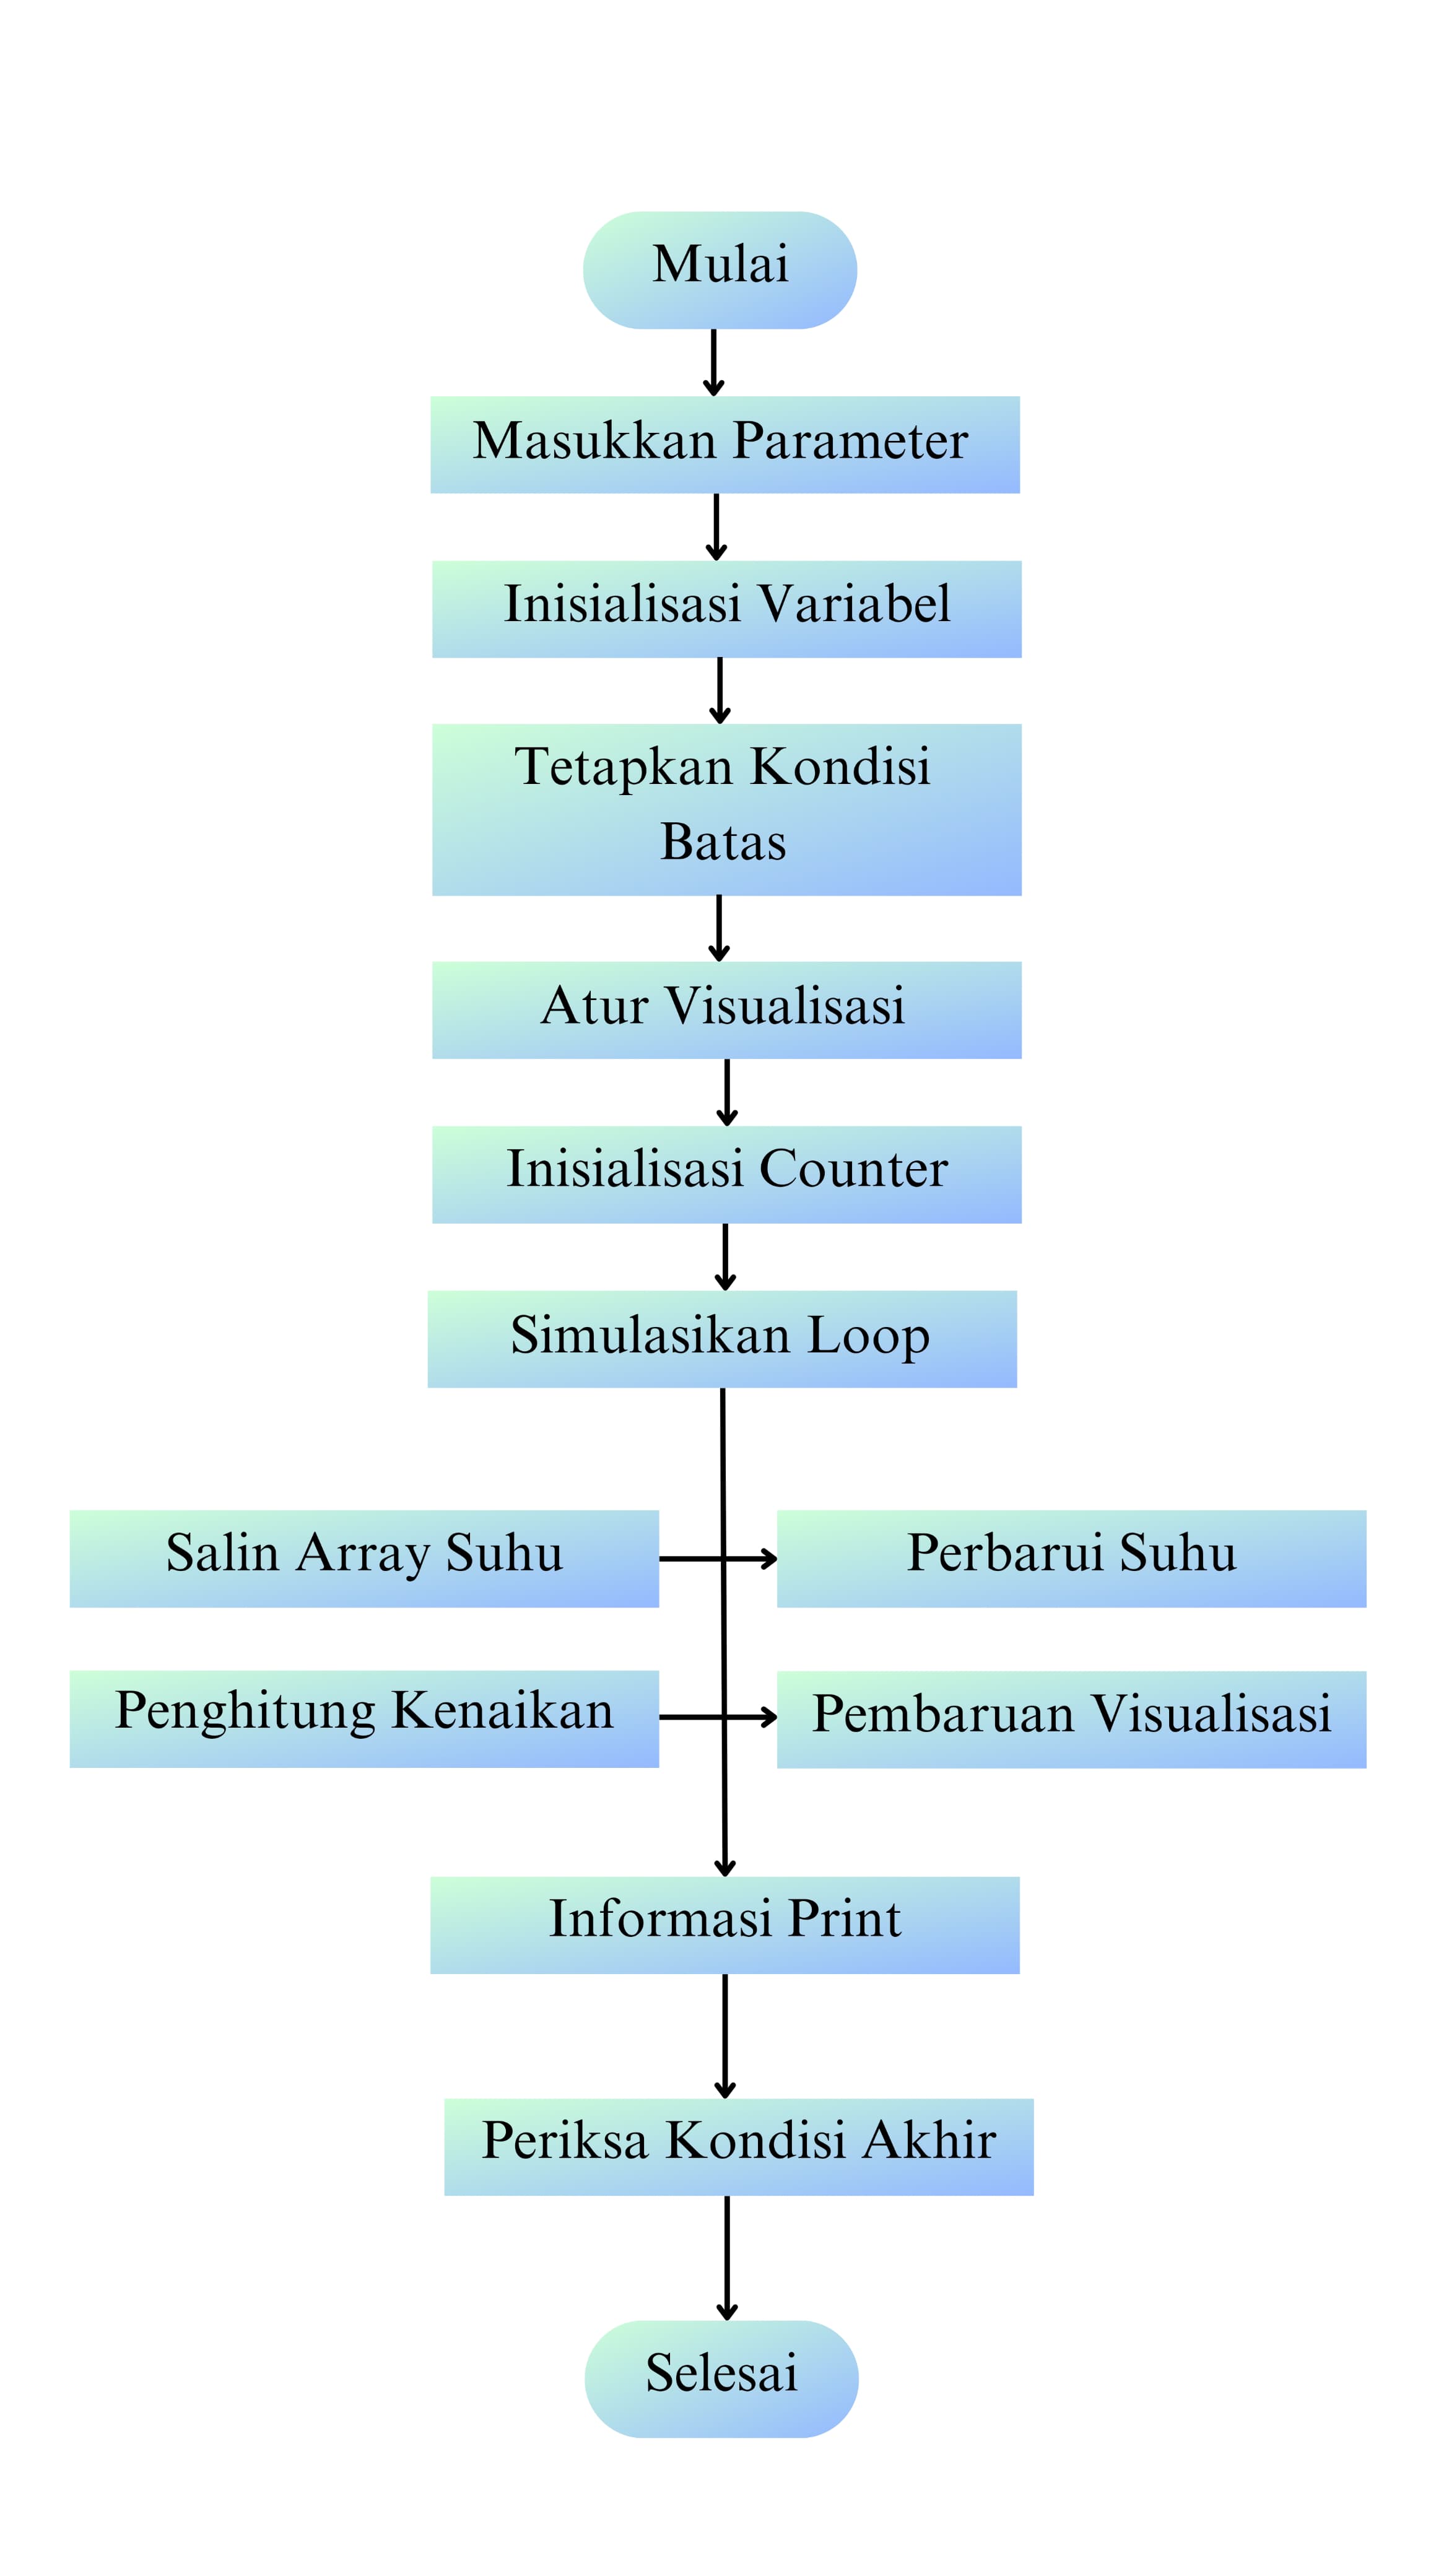 Mulai
Masukkan Parameter
Inisialisasi Variabel
Tetapkan Kondisi
Batas
Atur Visualisasi
Inisialisasi Counter
Simulasikan Loop
Salin Array Suhu
Perbarui Suhu
Penghitung Kenaikan
Pembaruan Visualisasi
Informasi Print
Periksa Kondisi Akhir
Selesai